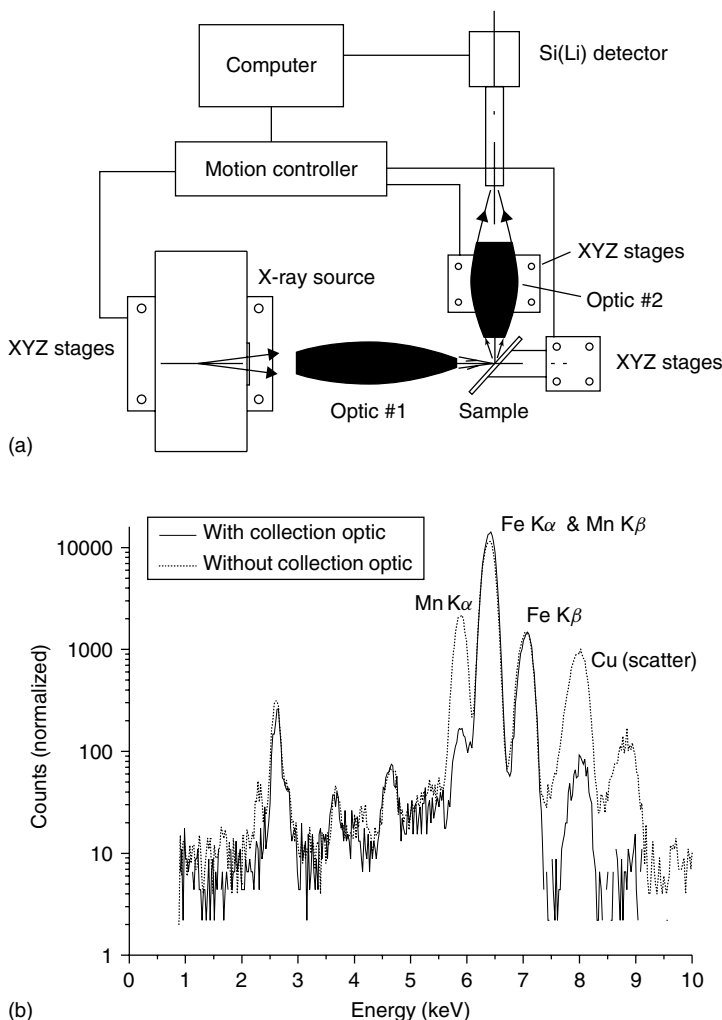 Computer
Si(Li) detector
Motion controller
XYZ stages
X-ray source
Optic #2
XYZ stages
XYZ stages
Optic #1
Sample
(a)
With collection optic
Without collection optic
Fe Kα & Mn Kβ
Mn Kα
Fe Kβ
Cu (scatter)
Counts (normalized)
10000
1000
100
10
1
0 1 2 3 4 5 6 7 8 9 10
Energy (keV)
(b)